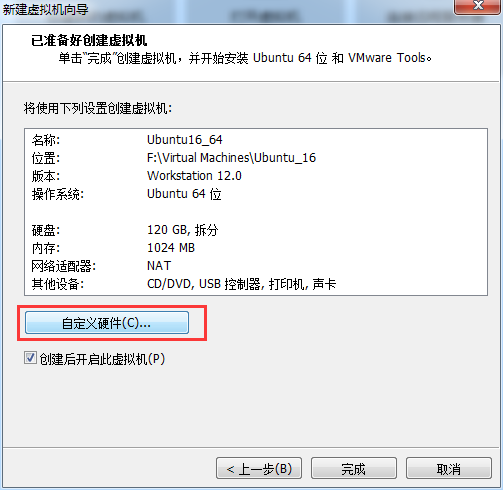 新建虚拟机向导
已准备好创建虚拟机
单击“完成”创建虚拟机，并开始安装 Ubuntu 64 位 和 VMware Tools。
将使用下列设置创建虚拟机:
名称: Ubuntu16_64
位置: F:\Virtual Machines\Ubuntu_16
版本: Workstation 12.0
操作系统: Ubuntu 64 位
硬盘: 120 GB, 拆分
内存: 1024 MB
网络适配器: NAT
其他设备: CD/DVD, USB 控制器, 打印机, 声卡
自定义硬件(C)...
创建后开启此虚拟机(P)
< 上一步(B) 完成 取消